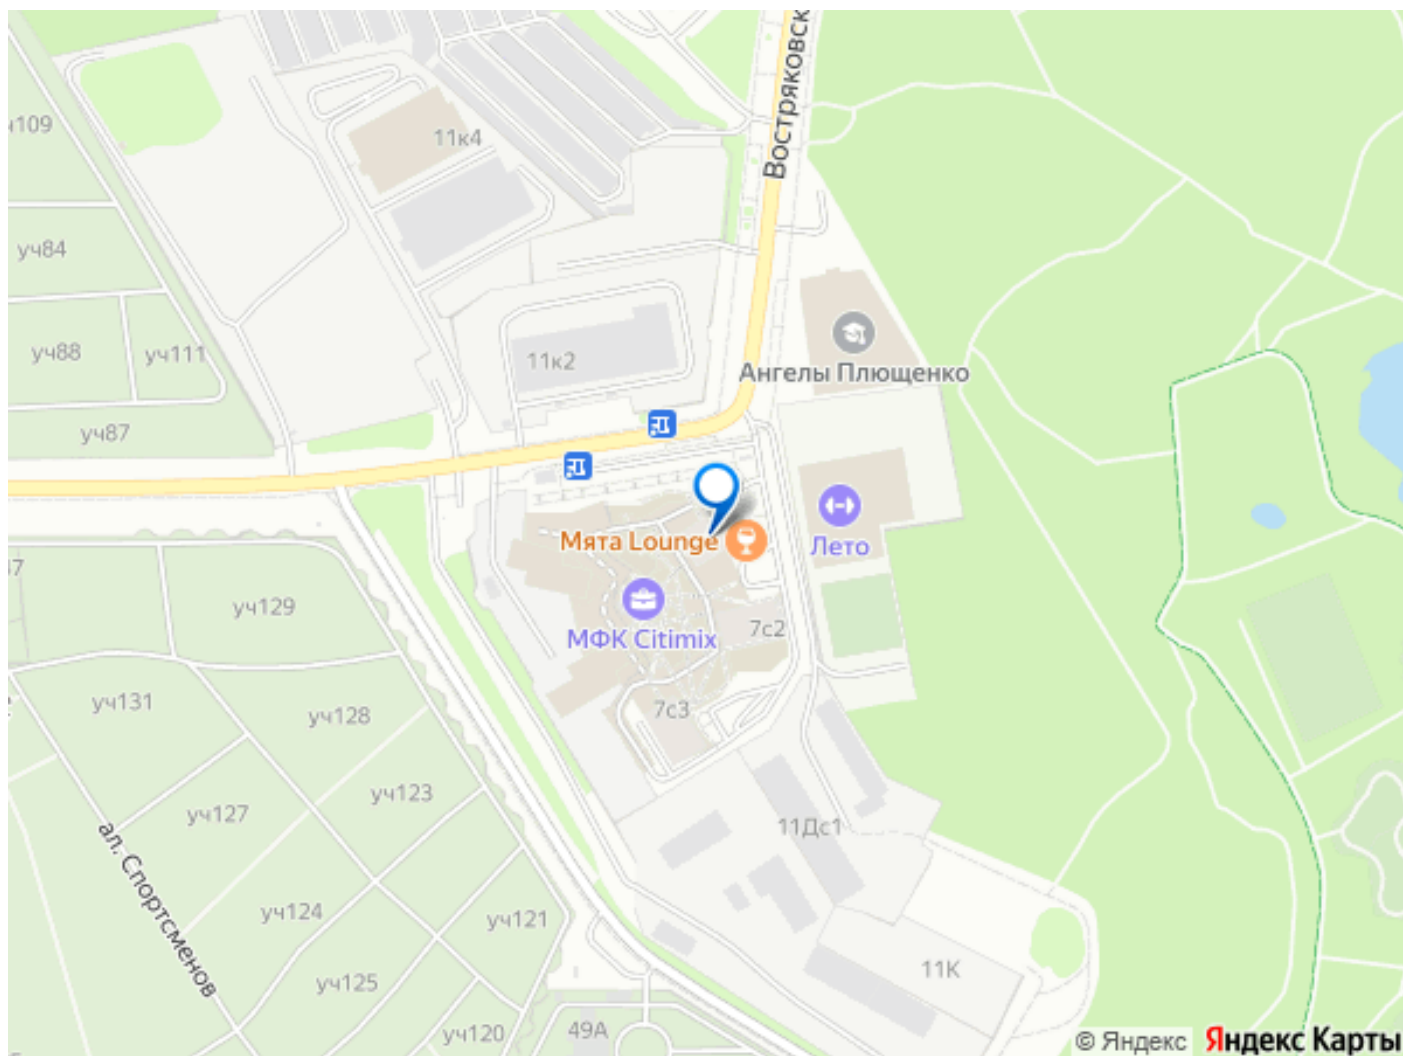 Востряковск
ч109
11к4
уч84
уч88
уч111
11к2
Ангелы Плющенко
уч87
Мята Lounge
Лето
уч129
7с2
МФК Citimix
уч131
уч128
7с3
уч123
уч127
11Дс1
ал. Спортсменов
уч124
уч121
11К
уч125
уч120
49А
© Яндекс
Яндекс Карты